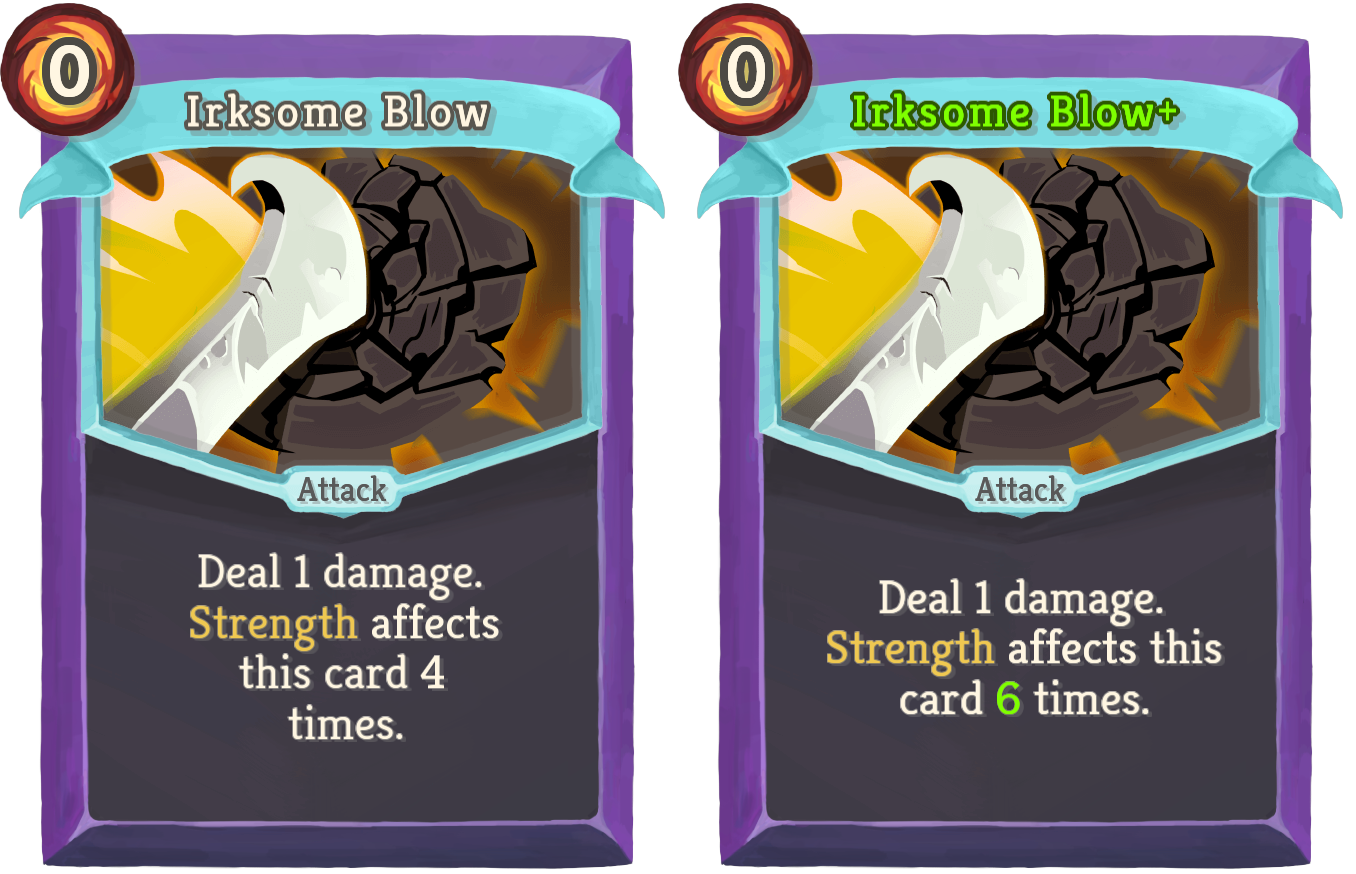 0
Irksome Blow
Attack
Deal 1 damage.
Strength affects
this card 4
times.
0
Irksome Blow+
Attack
Deal 1 damage.
Strength affects this
card 6 times.